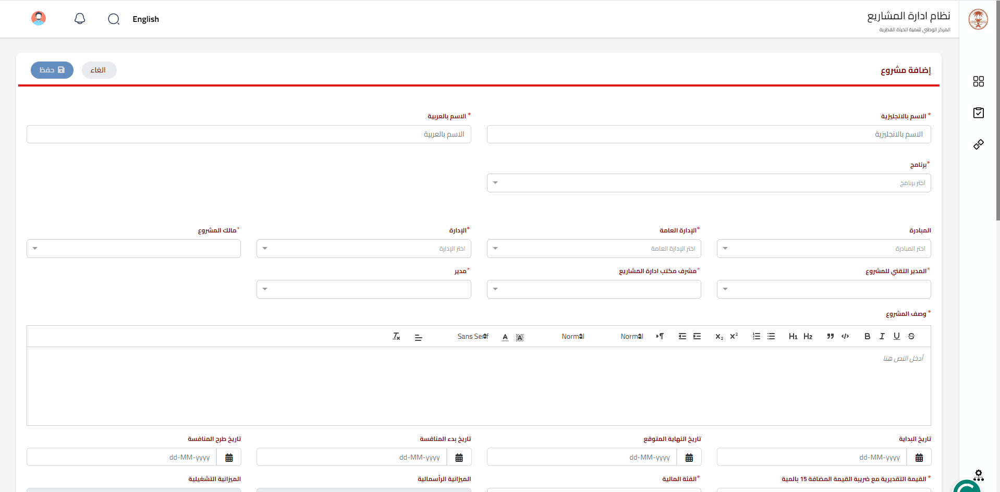 نظام ادارة المشاريع
المركز الوطني لتنمية الحياة الفطرية
English
إضافة مشروع
الغاء
حفظ
* الاسم بالانجليزية
* الاسم بالعربية
الاسم بالانجليزية
الاسم بالعربية
*برنامج
اختر برنامج
المبادرة
*الإدارة العامة
*الإدارة
*مالك المشروع
اختر المبادرة
اختر الإدارة العامة
اختر الإدارة
*المدير التقني للمشروع
*مشرف مكتب ادارة المشاريع
*مدير
* وصف المشروع
Sans Serif A A Normal Normal X₂ X² H1 H2 B I U S
أدخل النص هنا
تاريخ البداية
تاريخ النهاية المتوقع
تاريخ بدء المنافسة
تاريخ طرح المنافسة
dd-MM-yyyy
dd-MM-yyyy
dd-MM-yyyy
dd-MM-yyyy
* القيمة التقديرية مع ضريبة القيمة المضافة 15 بالمية
*الفئة المالية
الميزانية الرأسمالية
الميزانية التشغيلية